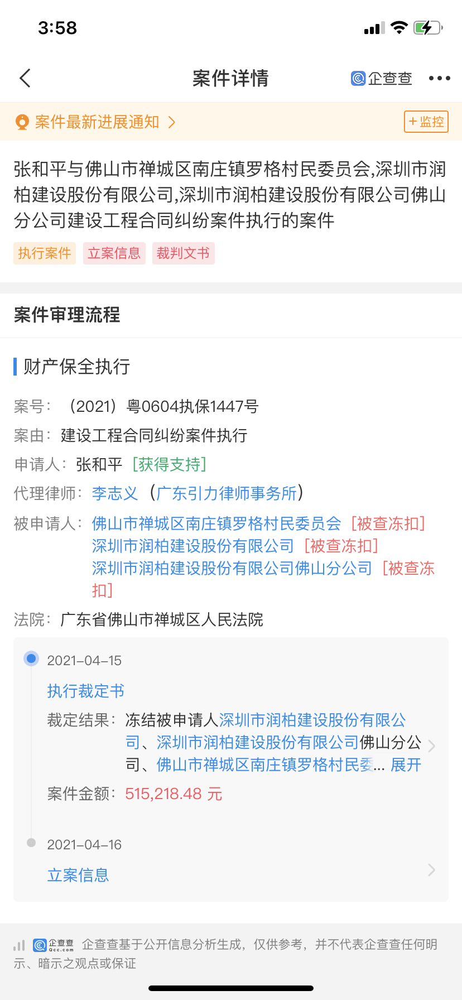 3:58
案件详情
企查查
案件最新进展通知
+监控
张和平与佛山市禅城区南庄镇罗格村民委员会,深圳市润
柏建设股份有限公司,深圳市润柏建设股份有限公司佛山
分公司建设工程合同纠纷案件执行的案件
执行案件 立案信息 裁判文书
案件审理流程
财产保全执行
案号：（2021）粤0604执保1447号
案由：建设工程合同纠纷案件执行
申请人：张和平 [获得支持]
代理律师：李志义（广东引力律师事务所）
被申请人：佛山市禅城区南庄镇罗格村民委员会 [被查冻扣]
深圳市润柏建设股份有限公司 [被查冻扣]
深圳市润柏建设股份有限公司佛山分公司 [被查冻
扣]
法院：广东省佛山市禅城区人民法院
2021-04-15
执行裁定书
裁定结果：冻结被申请人深圳市润柏建设股份有限公
司、深圳市润柏建设股份有限公司佛山分公
司、佛山市禅城区南庄镇罗格村民委... 展开
案件金额：515,218.48 元
2021-04-16
立案信息
企查查 Qcc.com 企查查基于公开信息分析生成，仅供参考，并不代表企查查任何明
示、暗示之观点或保证